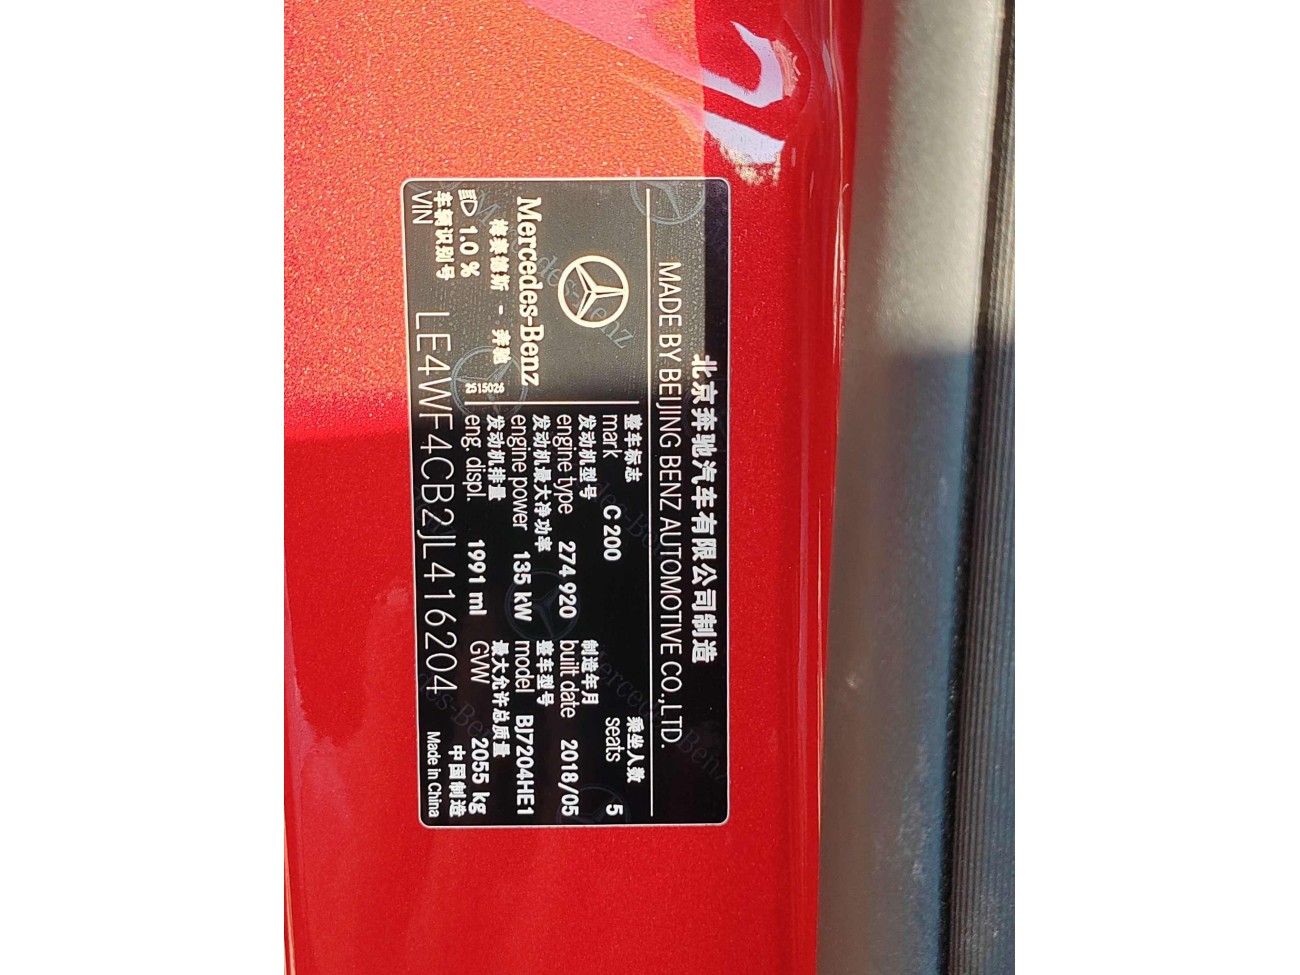 北京奔驰汽车有限公司制造
MADE BY BEIJING BENZ AUTOMOTIVE CO.,LTD.
Mercedes-Benz
梅赛德斯 - 奔驰
1.0 %
2515026
整车标志
mark C 200
乘坐人数
seats 5
发动机型号
engine type 274 920
制造年月
built date 2018/05
发动机最大净功率
engine power 135 kW
整车型号
model BJ7204HE1
发动机排量
eng. displ. 1991 ml
最大允许总质量
GVW 2055 kg
车辆识别号
VIN LE4WF4CB2JL416204
中国制造
Made in China